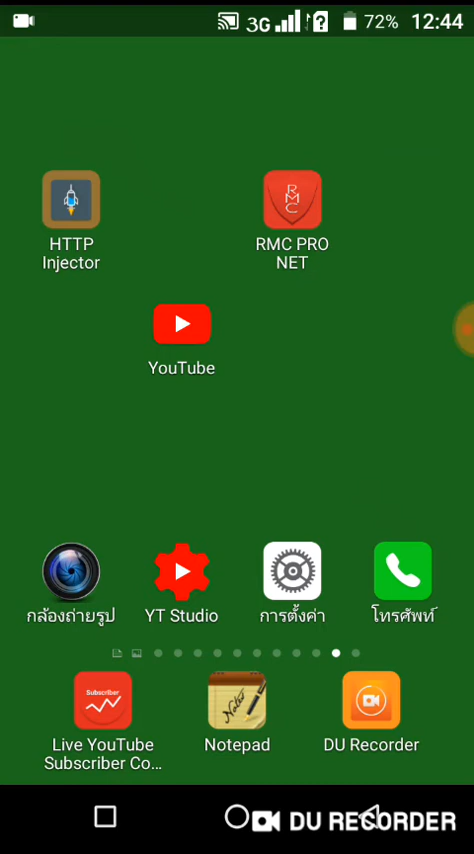 3G 72% 12:44
RMC
HTTP
Injector
RMC PRO
NET
YouTube
กล้องถ่ายรูป
YT Studio
การตั้งค่า
โทรศัพท์
Subscriber
Notes
Live YouTube
Subscriber Co...
Notepad
DU Recorder
DU RECORDER